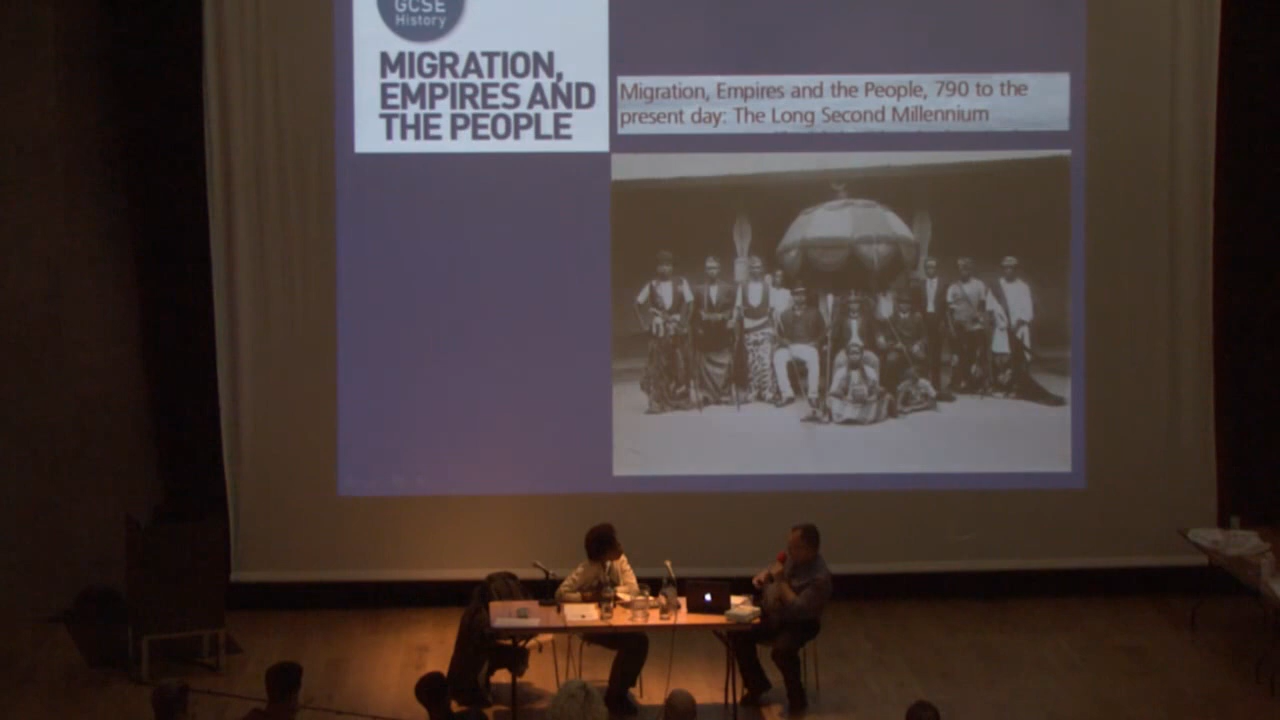 GCSE
History
MIGRATION,
EMPIRES AND
THE PEOPLE
Migration, Empires and the People, 790 to the
present day: The Long Second Millennium